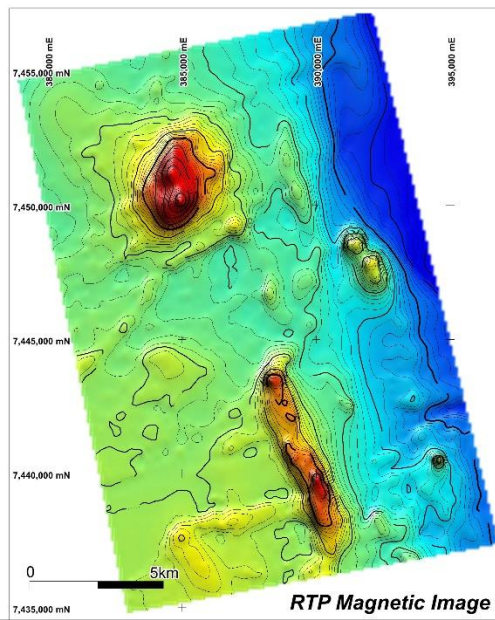 380,000 mE
385,000 mE
390,000 mE
395,000 mE
7,455,000 mN
7,450,000 mN
7,445,000 mN
7,440,000 mN
7,435,000 mN
0 5km
RTP Magnetic Image